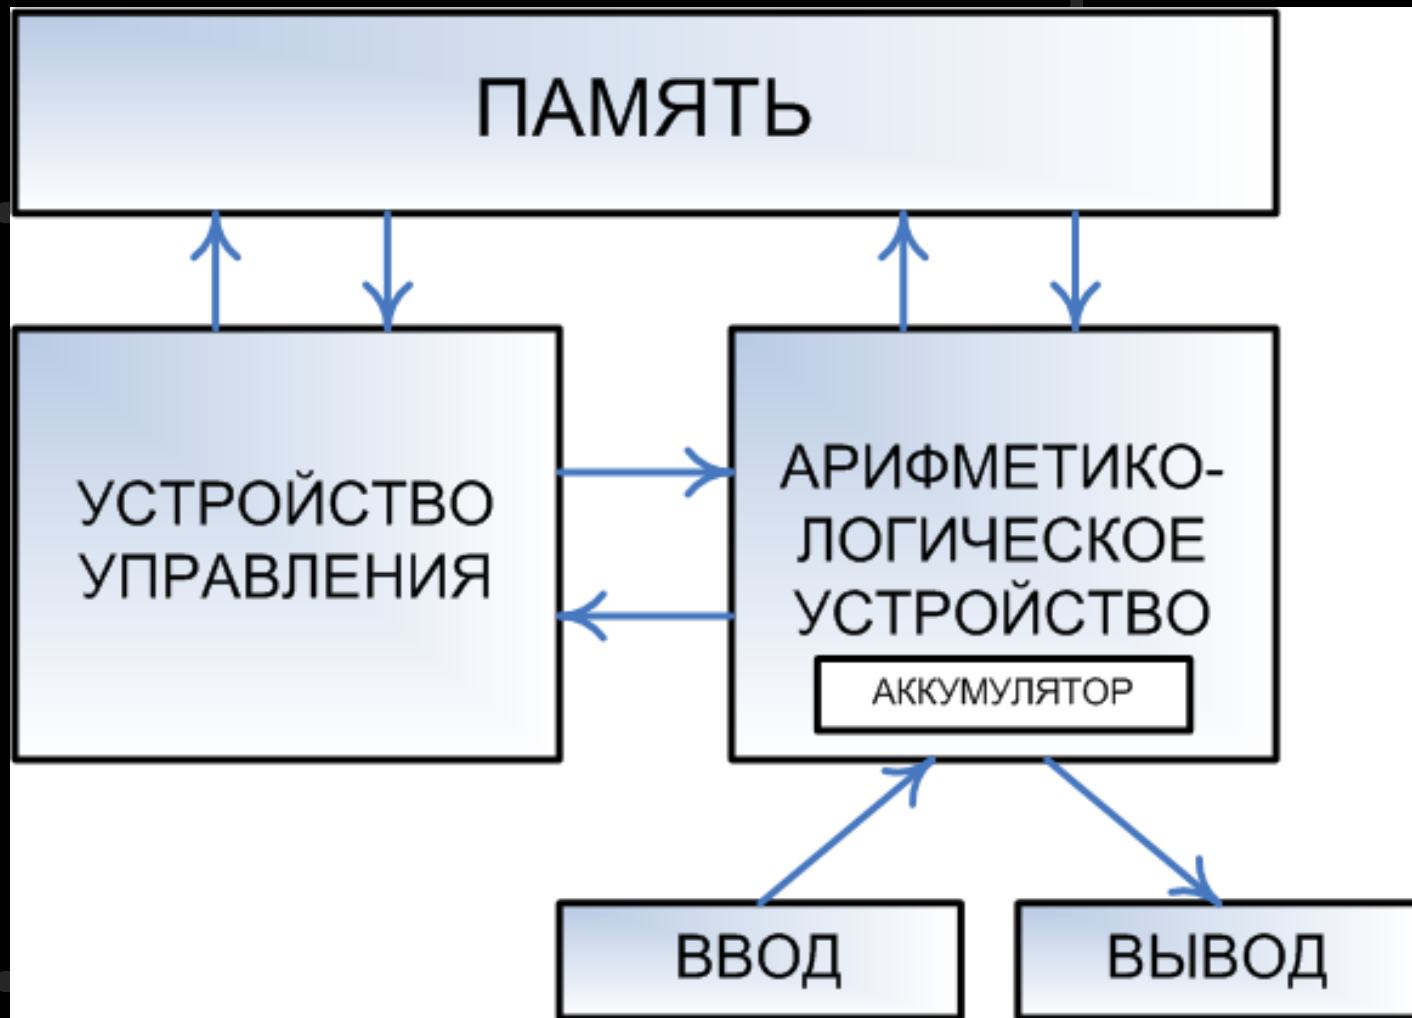 ПАМЯТЬ
УСТРОЙСТВО
УПРАВЛЕНИЯ
АРИФМЕТИКО-
ЛОГИЧЕСКОЕ
УСТРОЙСТВО
АККУМУЛЯТОР
ВВОД
ВЫВОД